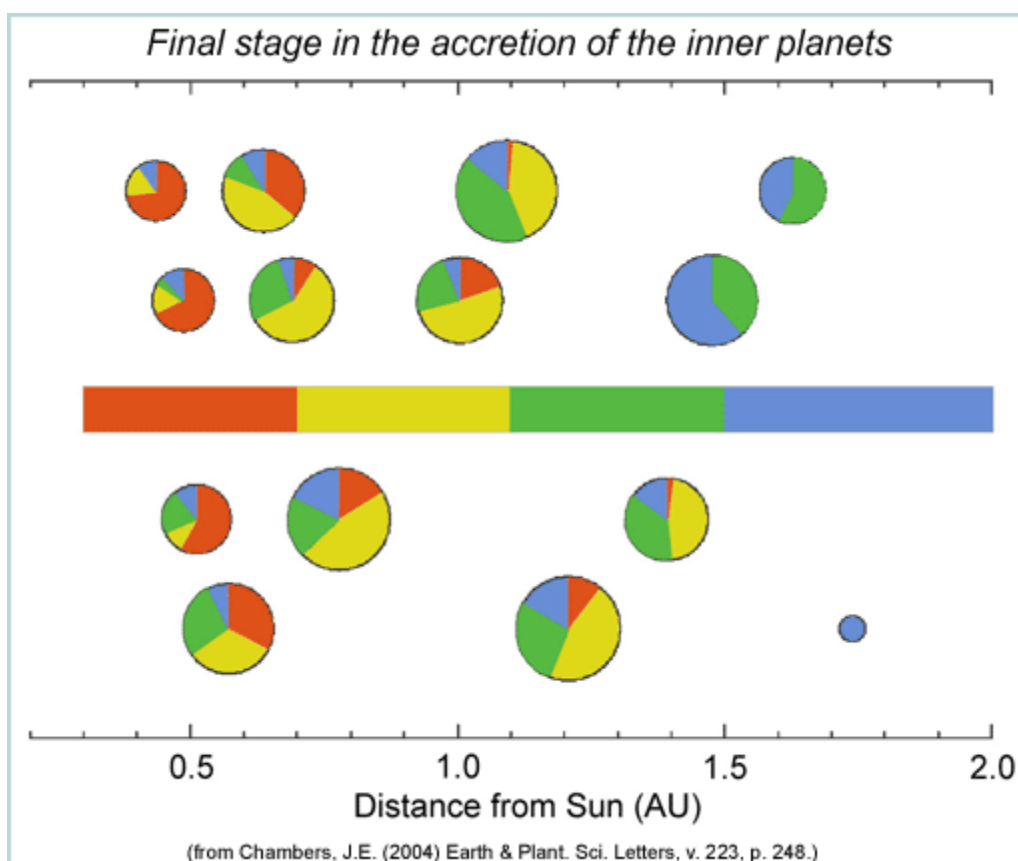 Final stage in the accretion of the inner planets
0.5 1.0 1.5 2.0
Distance from Sun (AU)
(from Chambers, J.E. (2004) Earth & Plant. Sci. Letters, v. 223, p. 248.)